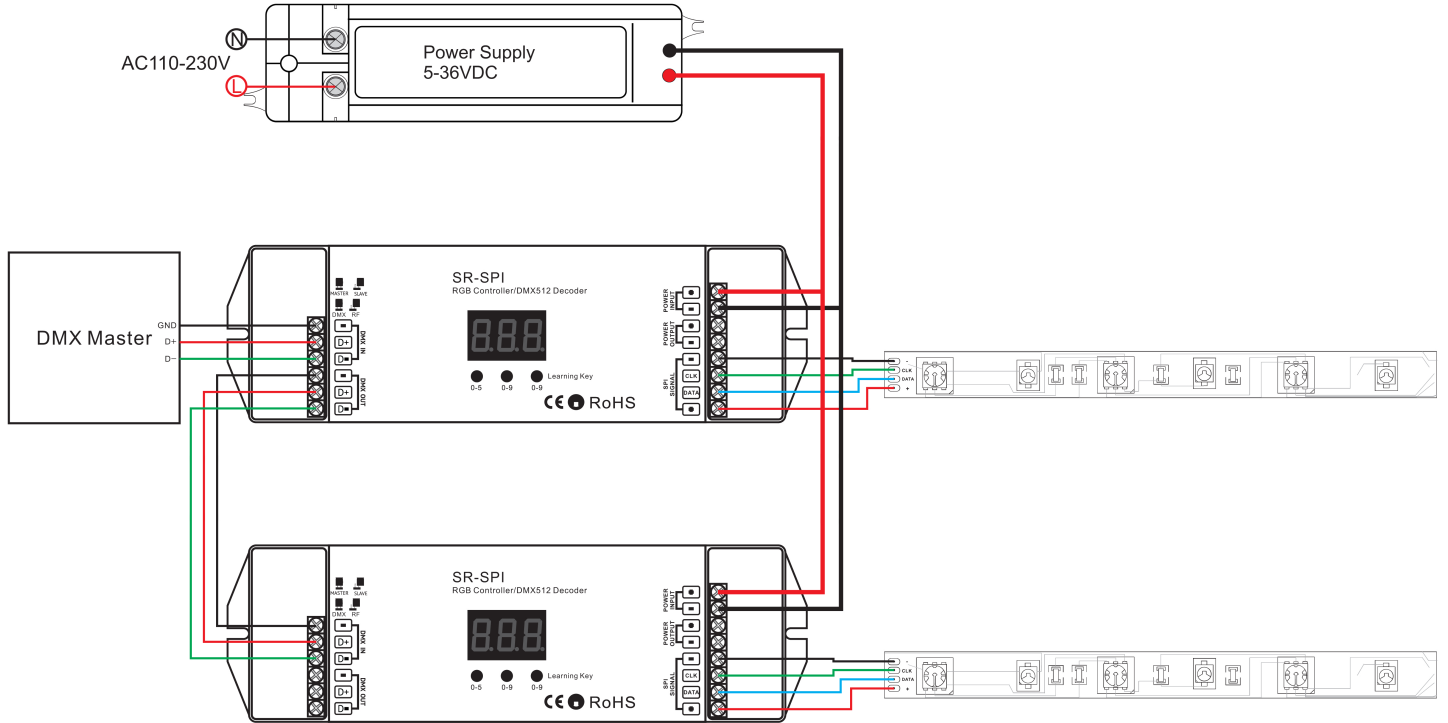 N
AC110-230V
L
Power Supply
5-36VDC
DMX Master
GND
D+
D−
MASTER SLAVE
DMX RF
D+
D
DMX IN
D+
D
DMX OUT
SR-SPI
RGB Controller/DMX512 Decoder
888
0-5 0-9 0-9 Learning Key
CE RoHS
POWER INPUT
POWER OUTPUT
SPI SIGNAL
CLK
DATA
-
CLK
DATA
+
MASTER SLAVE
DMX RF
D+
D
DMX IN
D+
D
DMX OUT
SR-SPI
RGB Controller/DMX512 Decoder
888
0-5 0-9 0-9 Learning Key
CE RoHS
POWER INPUT
POWER OUTPUT
SPI SIGNAL
CLK
DATA
-
CLK
DATA
+